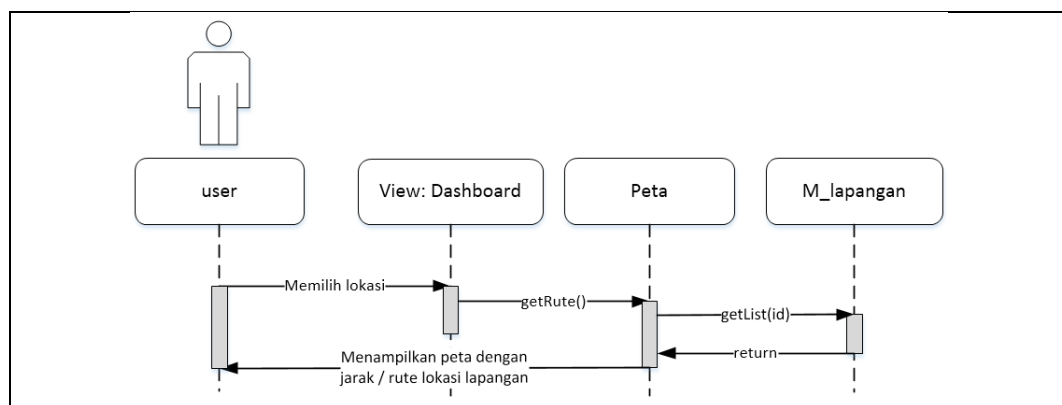 user
View: Dashboard
Peta
M_lapangan
Memilih lokasi
getRute()
getList(id)
return
Menampilkan peta dengan
jarak / rute lokasi lapangan